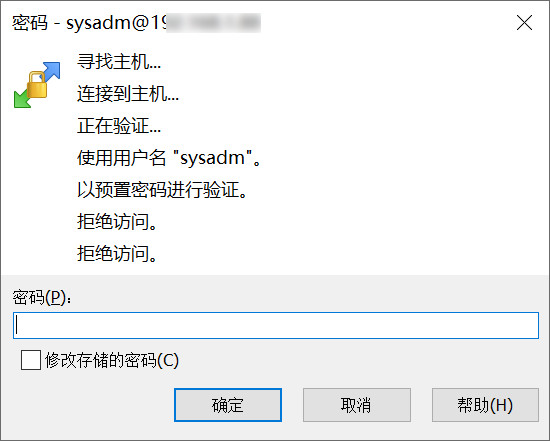 密码 - sysadm@19
寻找主机...
连接到主机...
正在验证...
使用用户名 "sysadm"。
以预置密码进行验证。
拒绝访问。
拒绝访问。
密码(P):
修改存储的密码(C)
确定 取消 帮助(H)